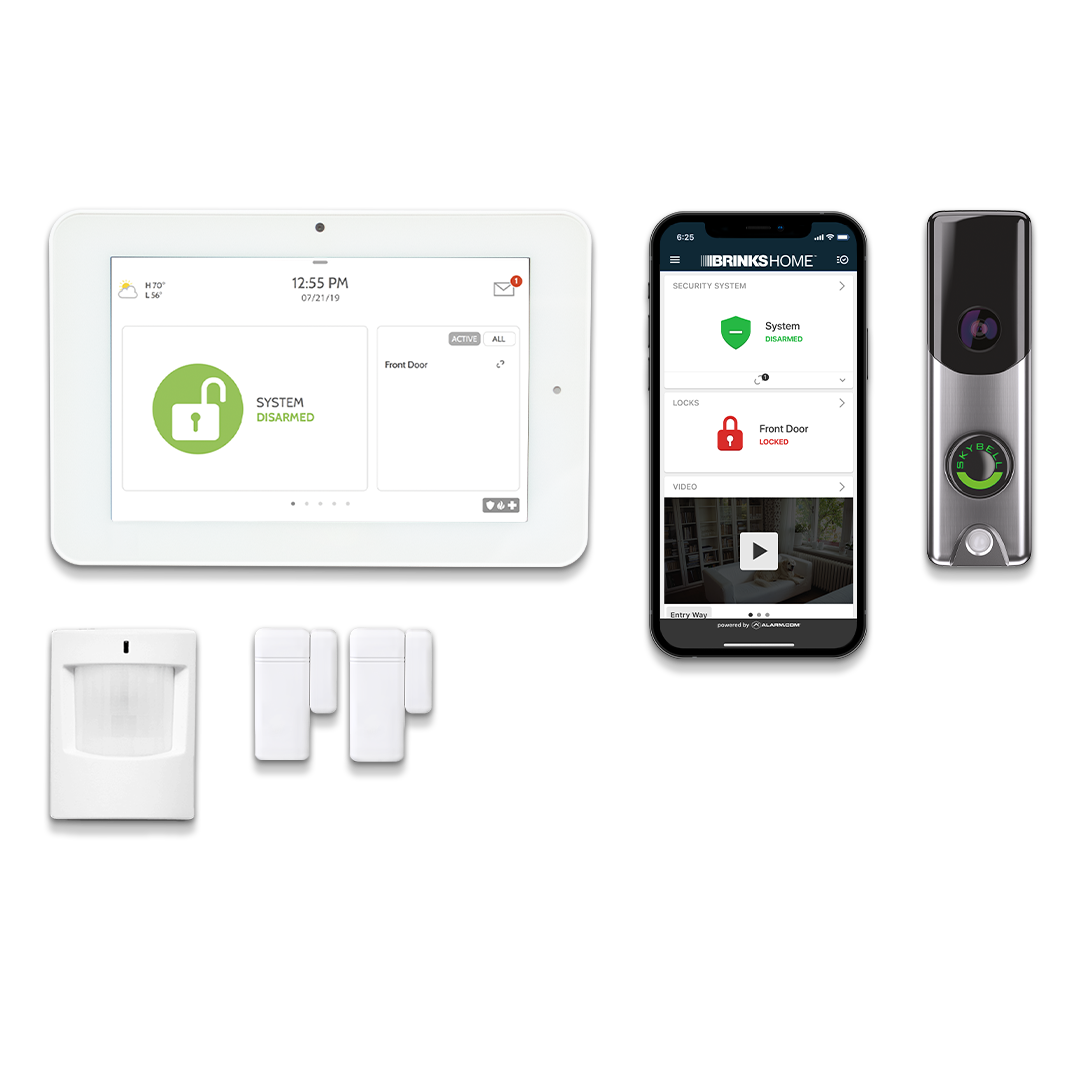 H 70°
L 56°
12:55 PM
07/21/19
1
ACTIVE
ALL
Front Door
SYSTEM
DISARMED
6:25
BRINKS HOME™
SECURITY SYSTEM
System
DISARMED
1
LOCKS
Front Door
LOCKED
VIDEO
Entry Way
powered by ALARM.COM
SKYBELL